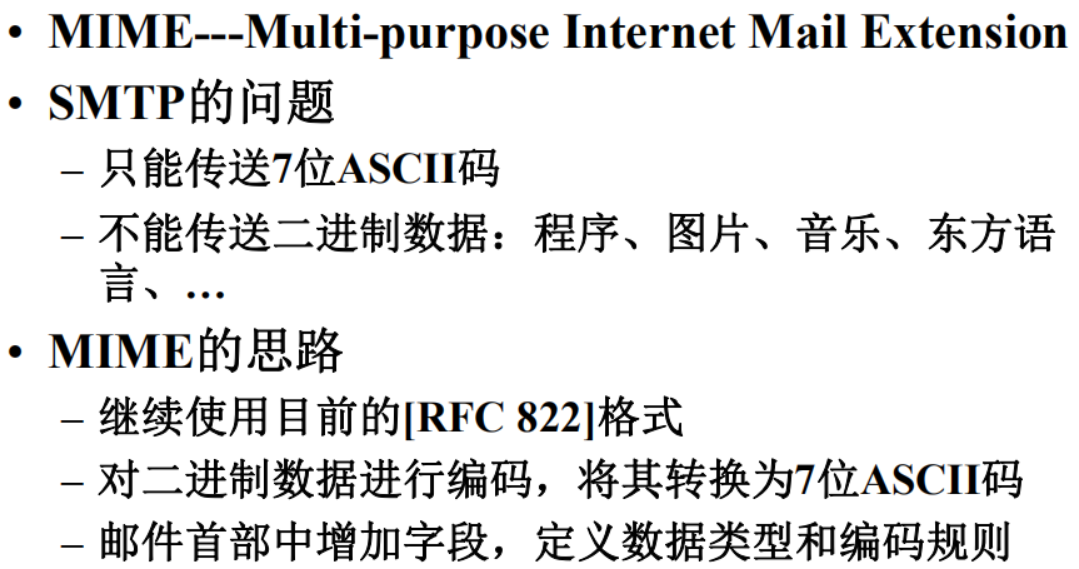 • MIME---Multi-purpose Internet Mail Extension
• SMTP的问题
– 只能传送7位ASCII码
– 不能传送二进制数据：程序、图片、音乐、东方语
言、…
• MIME的思路
– 继续使用目前的[RFC 822]格式
– 对二进制数据进行编码，将其转换为7位ASCII码
– 邮件首部中增加字段，定义数据类型和编码规则